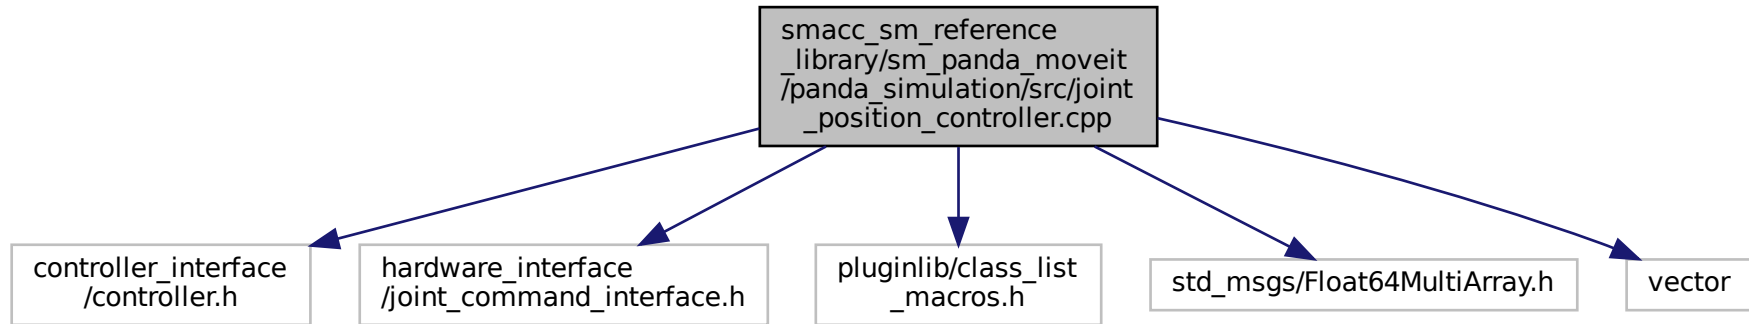 smacc_sm_reference
_library/sm_panda_moveit
/panda_simulation/src/joint
_position_controller.cpp
controller_interface
/controller.h
hardware_interface
/joint_command_interface.h
pluginlib/class_list
_macros.h
std_msgs/Float64MultiArray.h
vector